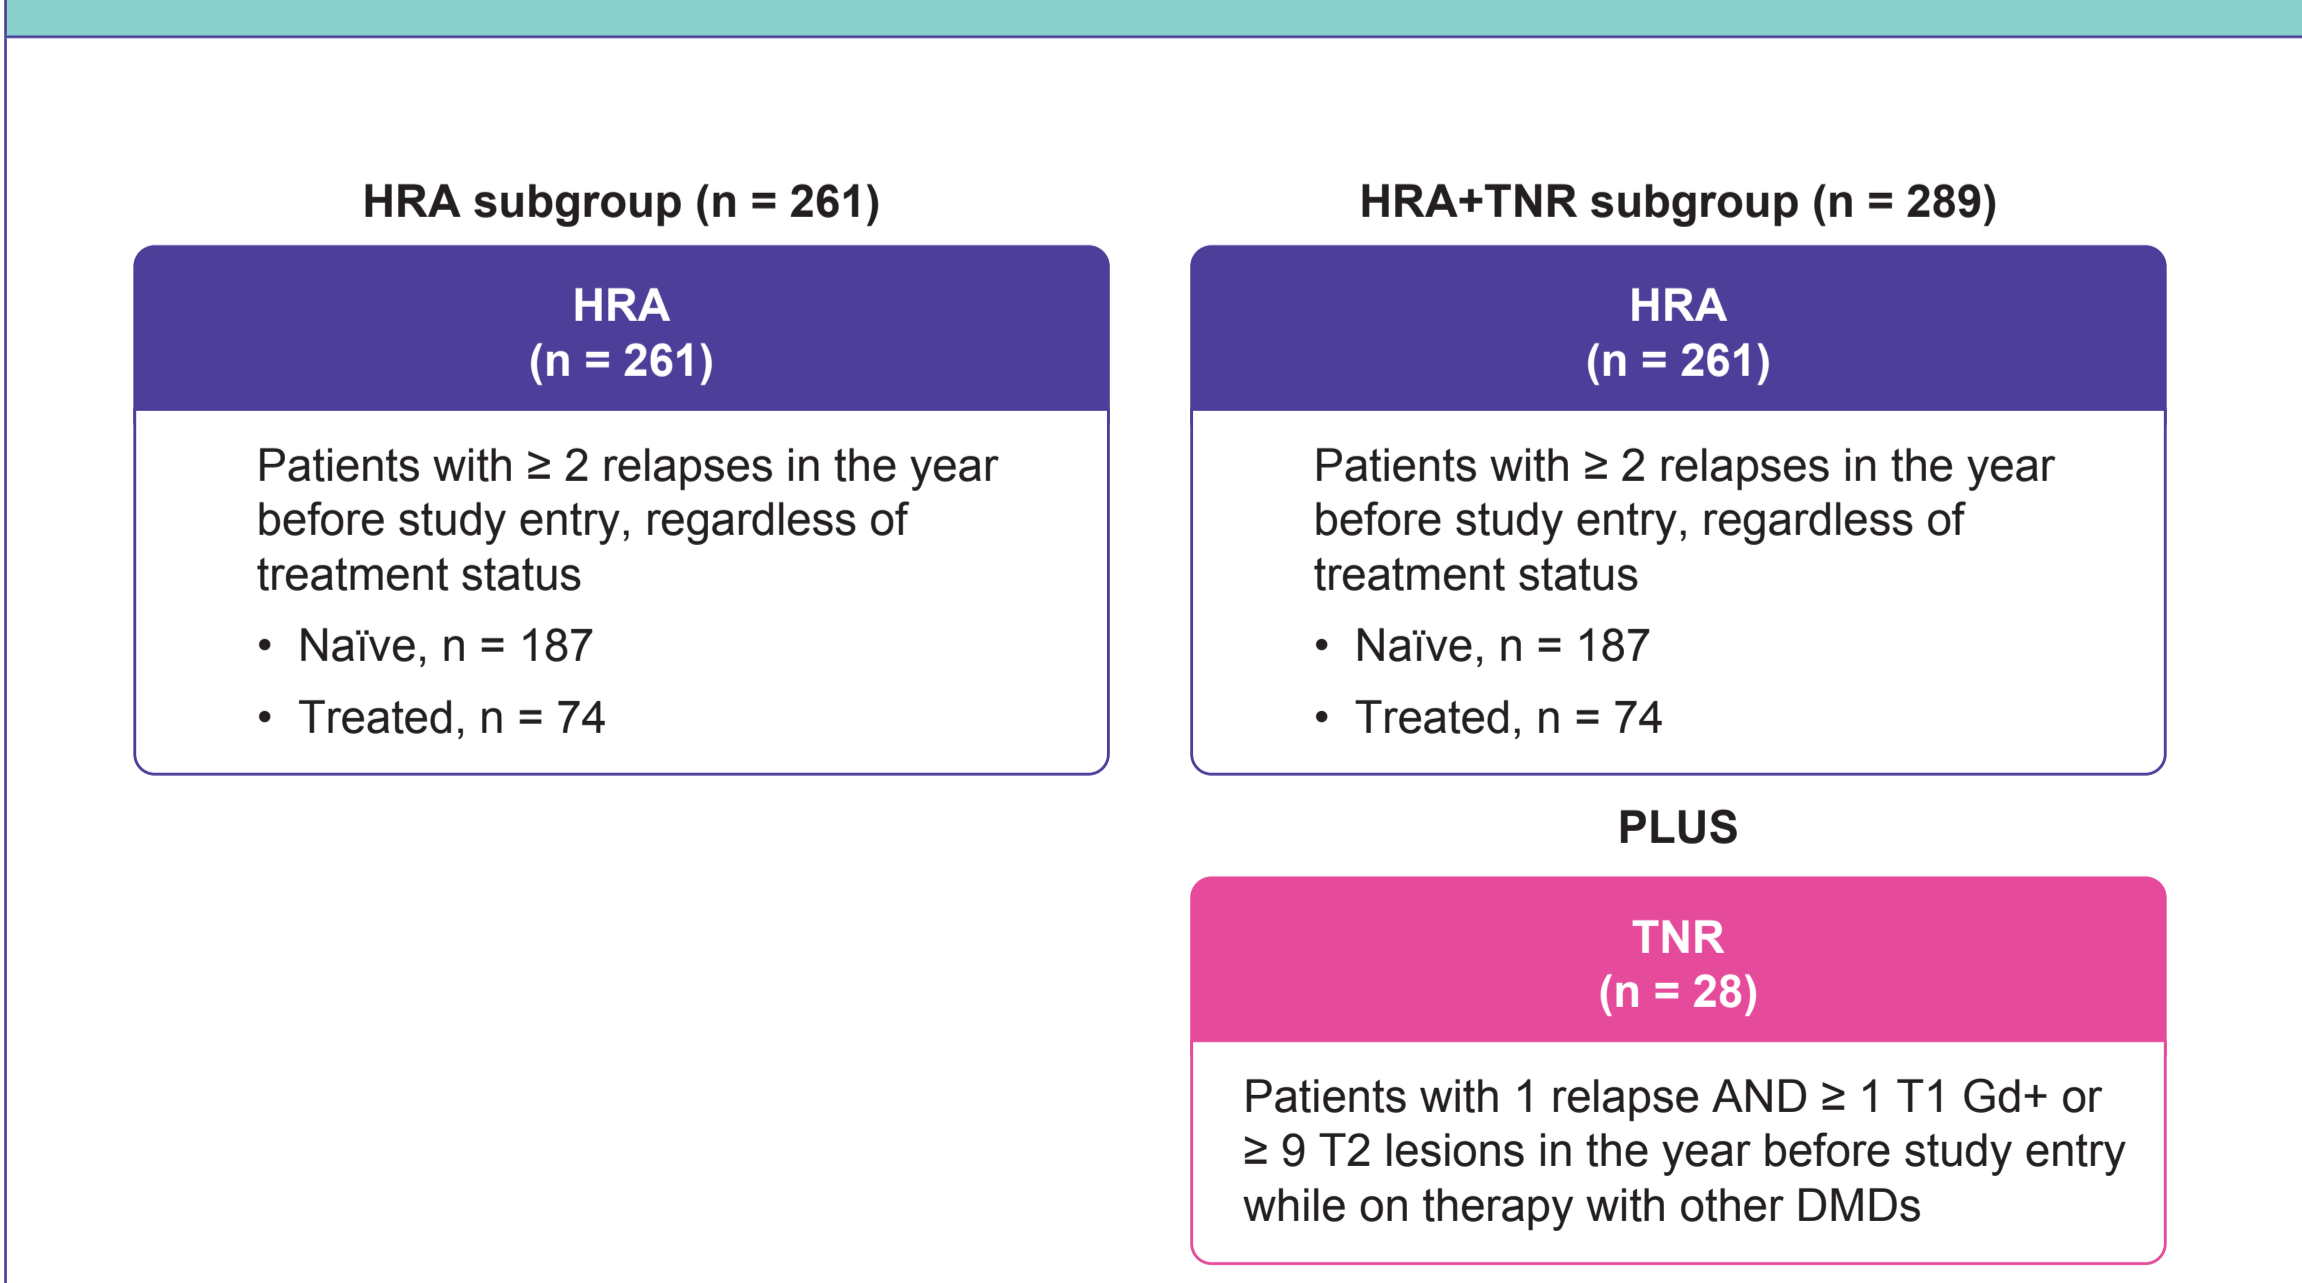 HRA subgroup (n = 261)
HRA
(n = 261)
Patients with ≥ 2 relapses in the year
before study entry, regardless of
treatment status
• Naïve, n = 187
• Treated, n = 74
HRA+TNR subgroup (n = 289)
HRA
(n = 261)
Patients with ≥ 2 relapses in the year
before study entry, regardless of
treatment status
• Naïve, n = 187
• Treated, n = 74
PLUS
TNR
(n = 28)
Patients with 1 relapse AND ≥ 1 T1 Gd+ or
≥ 9 T2 lesions in the year before study entry
while on therapy with other DMDs